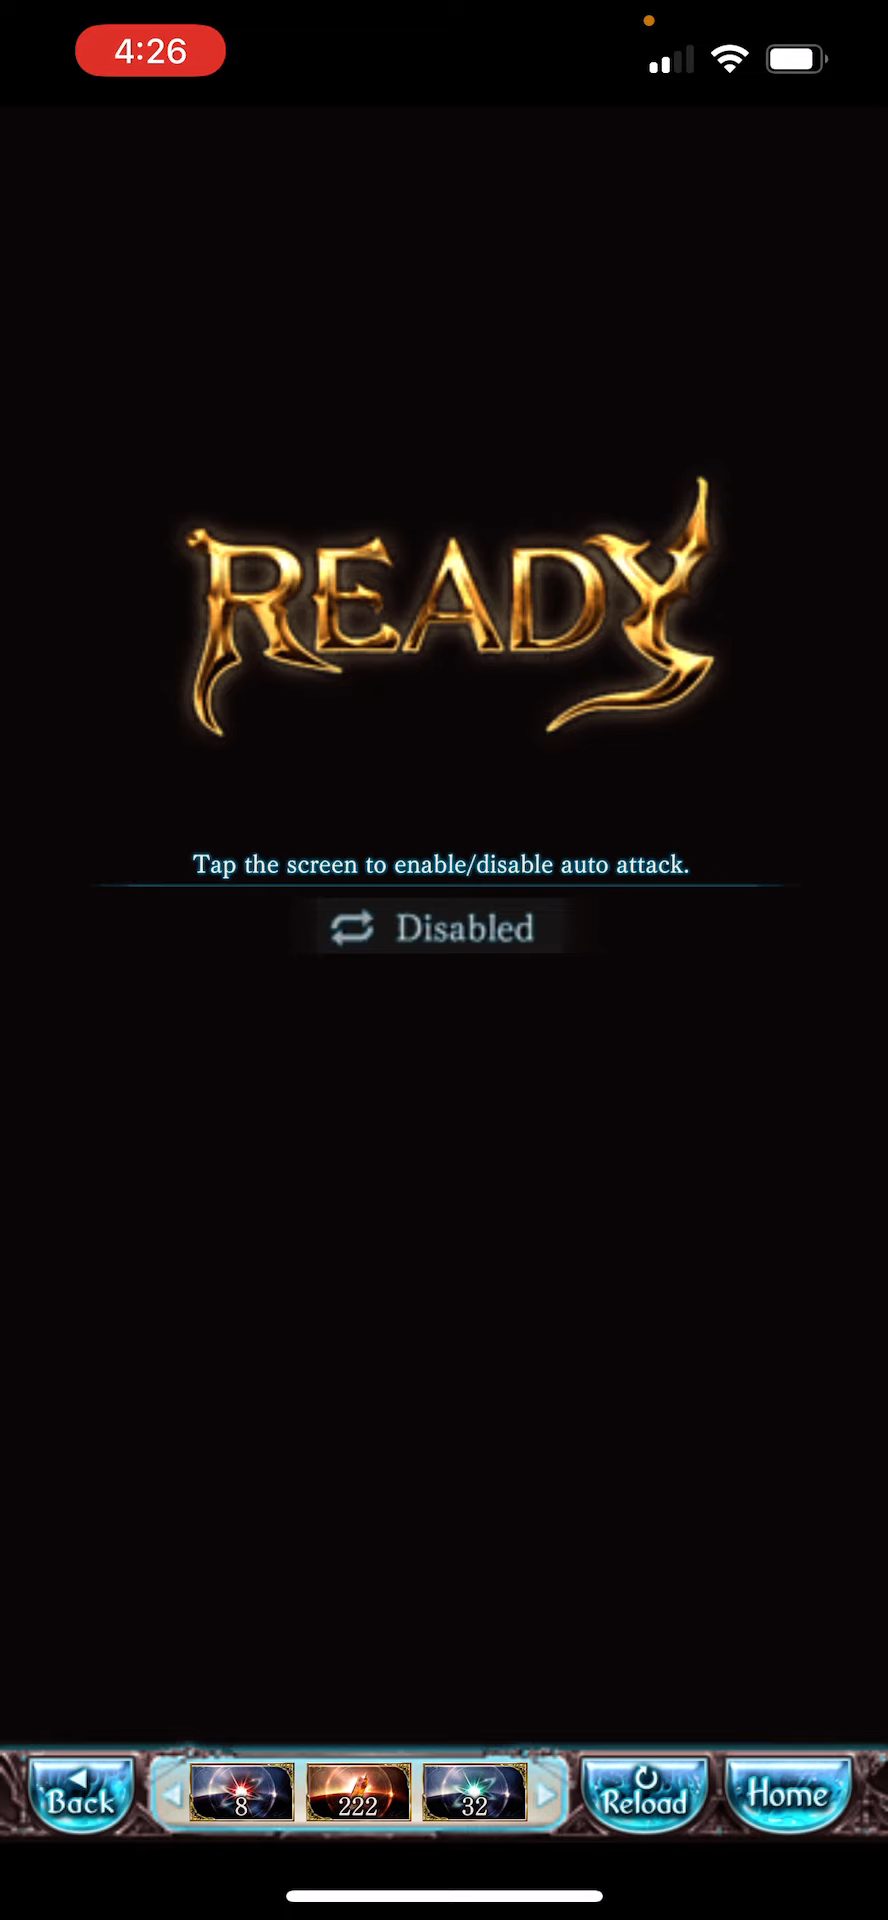 4:26
READY
Tap the screen to enable/disable auto attack.
Disabled
Back
8
222
32
Reload
Home